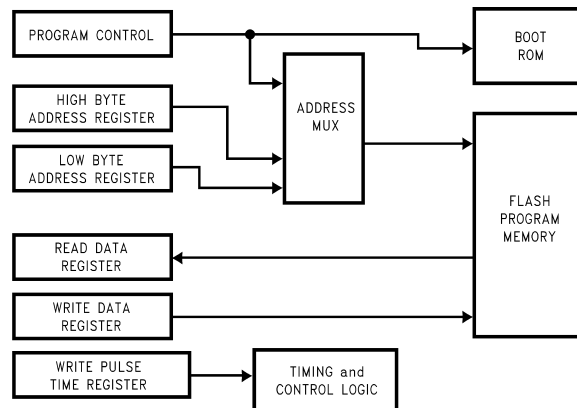 PROGRAM CONTROL
BOOT
ROM
HIGH BYTE
ADDRESS REGISTER
ADDRESS
MUX
LOW BYTE
ADDRESS REGISTER
FLASH
PROGRAM
MEMORY
READ DATA
REGISTER
WRITE DATA
REGISTER
WRITE PULSE
TIME REGISTER
TIMING and
CONTROL LOGIC